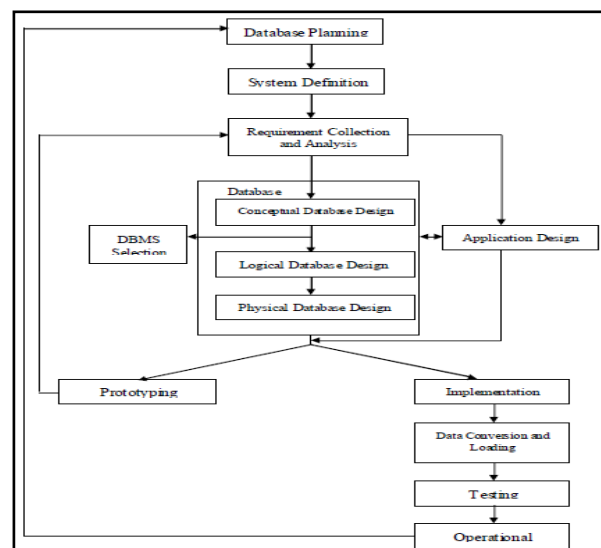 Database Planning
System Definition
Requirement Collection
and Analysis
Database
Conceptual Database Design
DBMS
Selection
Application Design
Logical Database Design
Physical Database Design
Prototyping
Implementation
Data Conversion and
Loading
Testing
Operational